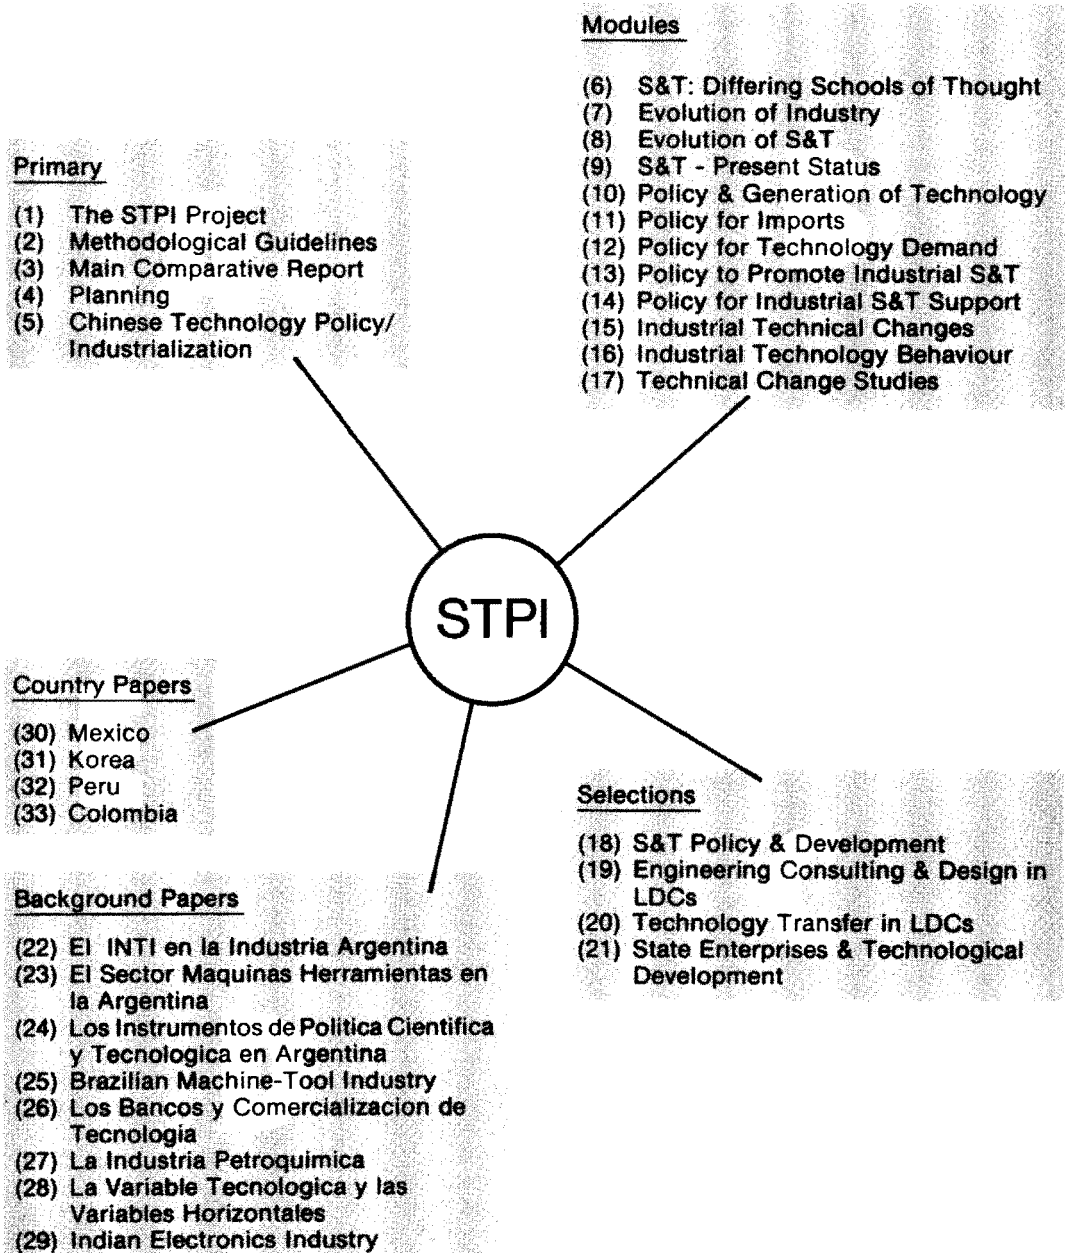 Modules
(6) S&T: Differing Schools of Thought
(7) Evolution of Industry
(8) Evolution of S&T
(9) S&T - Present Status
(10) Policy & Generation of Technology
(11) Policy for Imports
(12) Policy for Technology Demand
(13) Policy to Promote Industrial S&T
(14) Policy for Industrial S&T Support
(15) Industrial Technical Changes
(16) Industrial Technology Behaviour
(17) Technical Change Studies
Primary
(1) The STPI Project
(2) Methodological Guidelines
(3) Main Comparative Report
(4) Planning
(5) Chinese Technology Policy/
Industrialization
STPI
Country Papers
(30) Mexico
(31) Korea
(32) Peru
(33) Colombia
Selections
(18) S&T Policy & Development
(19) Engineering Consulting & Design in
LDCs
(20) Technology Transfer in LDCs
(21) State Enterprises & Technological
Development
Background Papers
(22) El INTI en la Industria Argentina
(23) El Sector Maquinas Herramientas en
la Argentina
(24) Los Instrumentos de Politica Cientifica
y Tecnologica en Argentina
(25) Brazilian Machine-Tool Industry
(26) Los Bancos y Comercializacion de
Tecnologia
(27) La Industria Petroquimica
(28) La Variable Tecnologica y las
Variables Horizontales
(29) Indian Electronics Industry